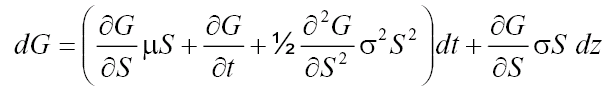 dG = (∂G/∂S μS + ∂G/∂t + ½ ∂²G/∂S² σ²S²) dt + ∂G/∂S σS dz